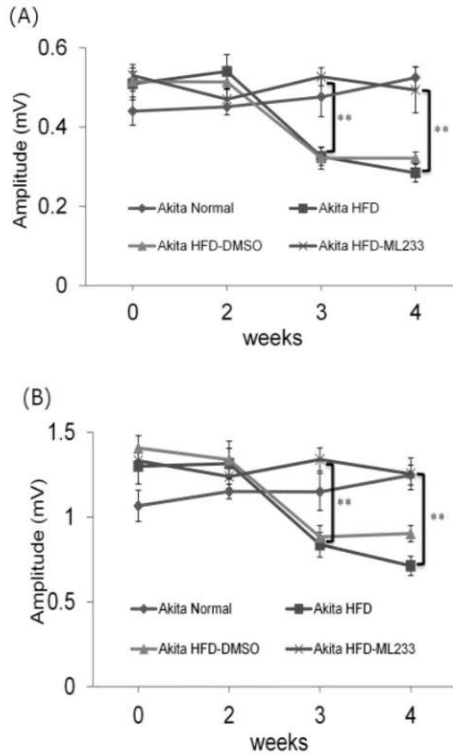 (A)
0.6
0.4
0.2
0
Amplitude (mV)
**
**
Akita Normal
Akita HFD
Akita HFD-DMSO
Akita HFD-ML233
0 2 3 4
weeks
(B)
1.5
1
0.5
0
Amplitude (mV)
*
**
**
Akita Normal
Akita HFD
Akita HFD-DMSO
Akita HFD-ML233
0 2 3 4
weeks